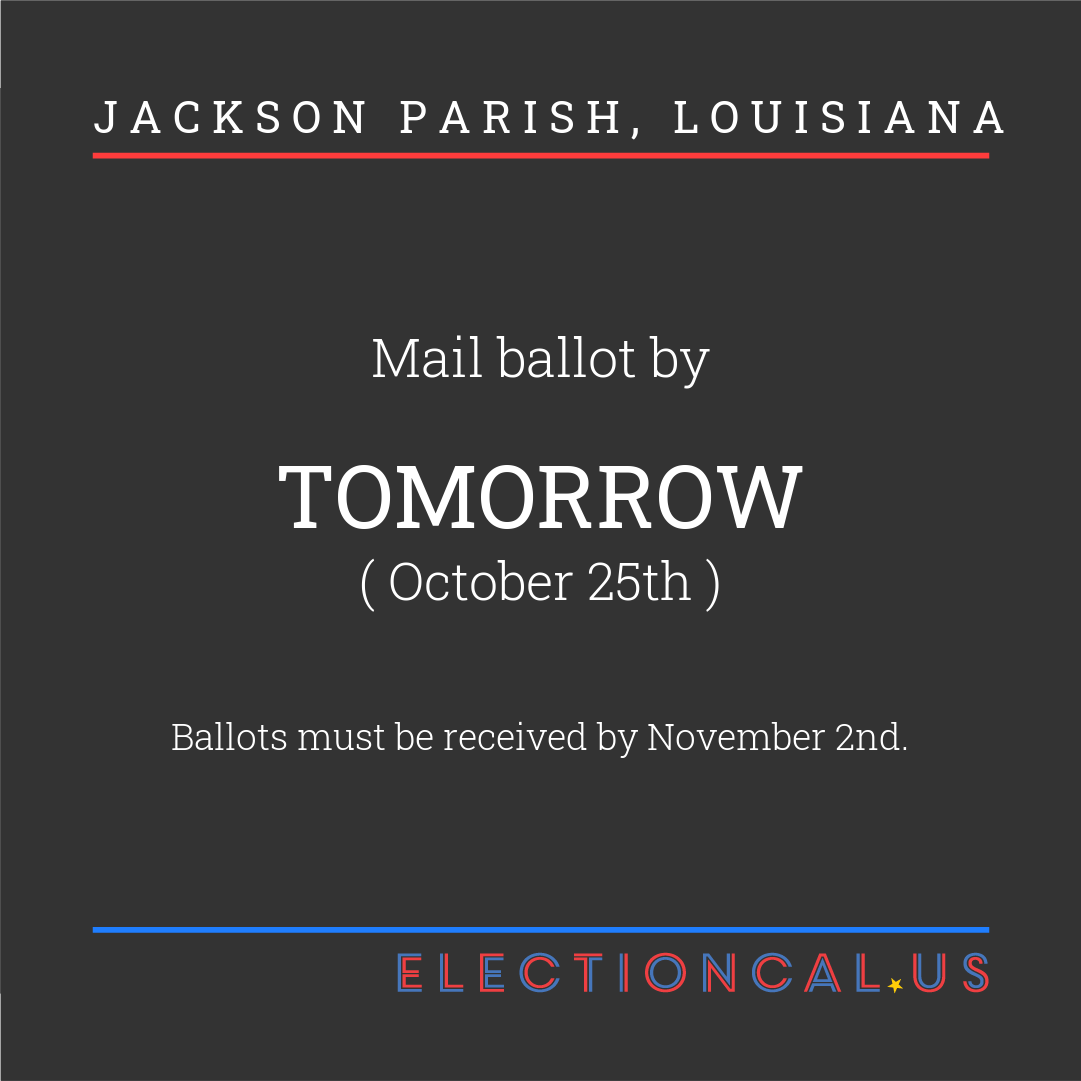 JACKSON PARISH, LOUISIANA
Mail ballot by
TOMORROW
( October 25th )
Ballots must be received by November 2nd.
ELECTIONCAL.US